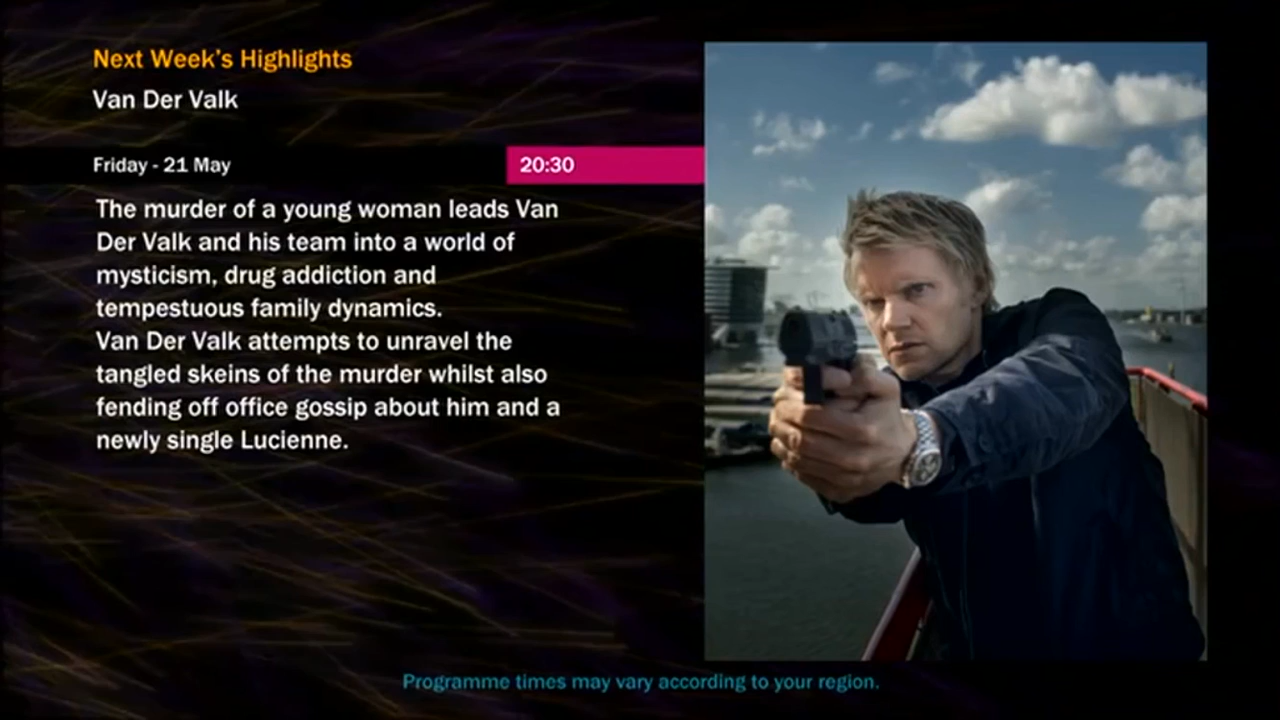 Next Week's Highlights
Van Der Valk
Friday - 21 May
20:30
The murder of a young woman leads Van
Der Valk and his team into a world of
mysticism, drug addiction and
tempestuous family dynamics.
Van Der Valk attempts to unravel the
tangled skeins of the murder whilst also
fending off office gossip about him and a
newly single Lucienne.
Programme times may vary according to your region.